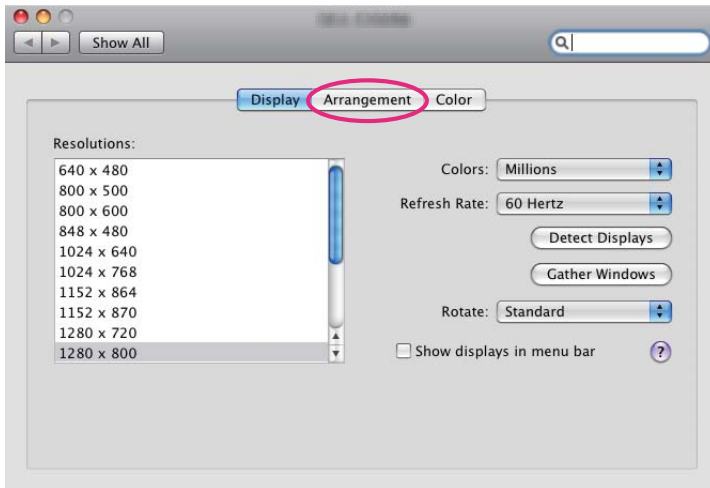 Show All
Display Arrangement Color
Resolutions:
640 x 480
800 x 500
800 x 600
848 x 480
1024 x 640
1024 x 768
1152 x 864
1152 x 870
1280 x 720
1280 x 800
Colors: Millions
Refresh Rate: 60 Hertz
Detect Displays
Gather Windows
Rotate: Standard
Show displays in menu bar ?